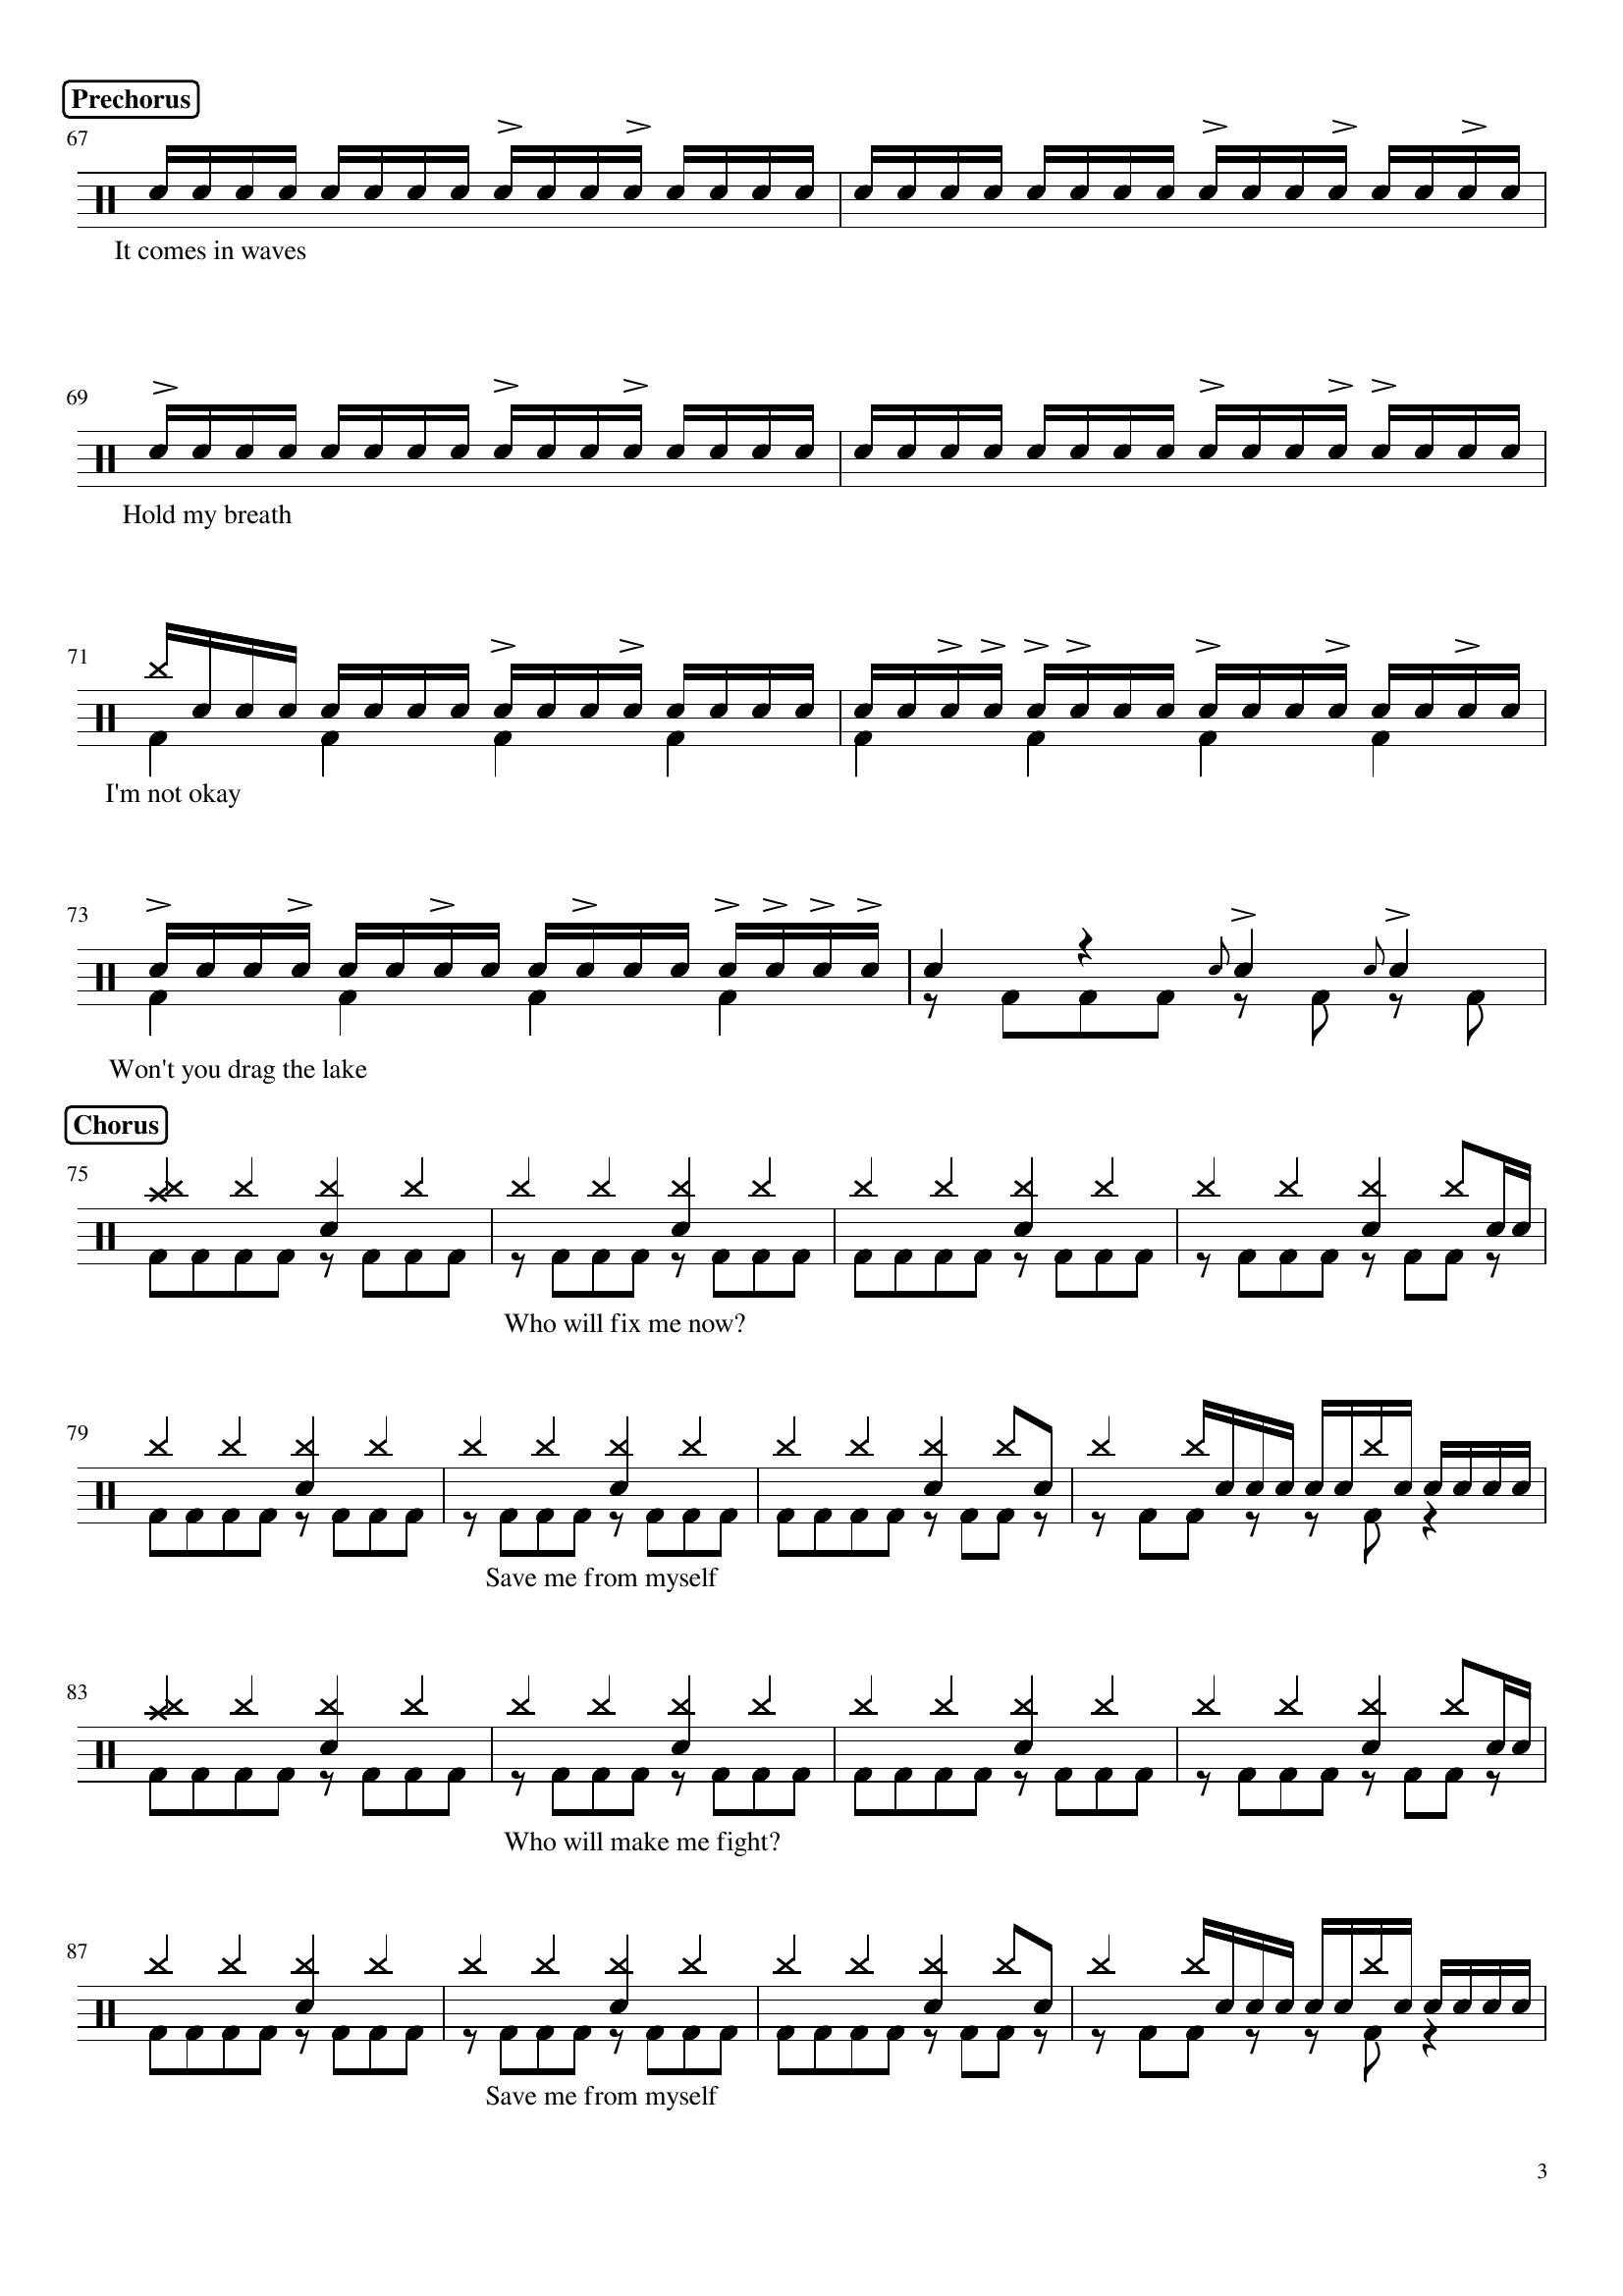 Prechorus
67
It comes in waves
69
Hold my breath
71
I'm not okay
73
Won't you drag the lake
Chorus
75
Who will fix me now?
79
Save me from myself
83
Who will make me fight?
87
Save me from myself
3